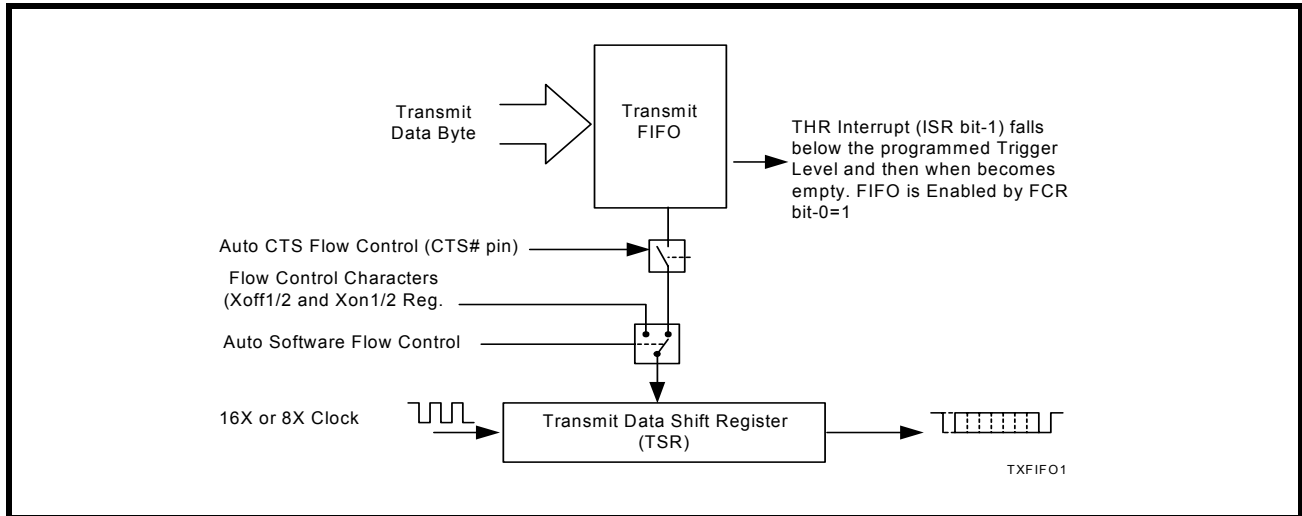 Transmit
Data Byte
Transmit
FIFO
THR Interrupt (ISR bit-1) falls
below the programmed Trigger
Level and then when becomes
empty. FIFO is Enabled by FCR
bit-0=1
Auto CTS Flow Control (CTS# pin)
Flow Control Characters
(Xoff1/2 and Xon1/2 Reg.
Auto Software Flow Control
16X or 8X Clock
Transmit Data Shift Register
(TSR)
TXFIFO1